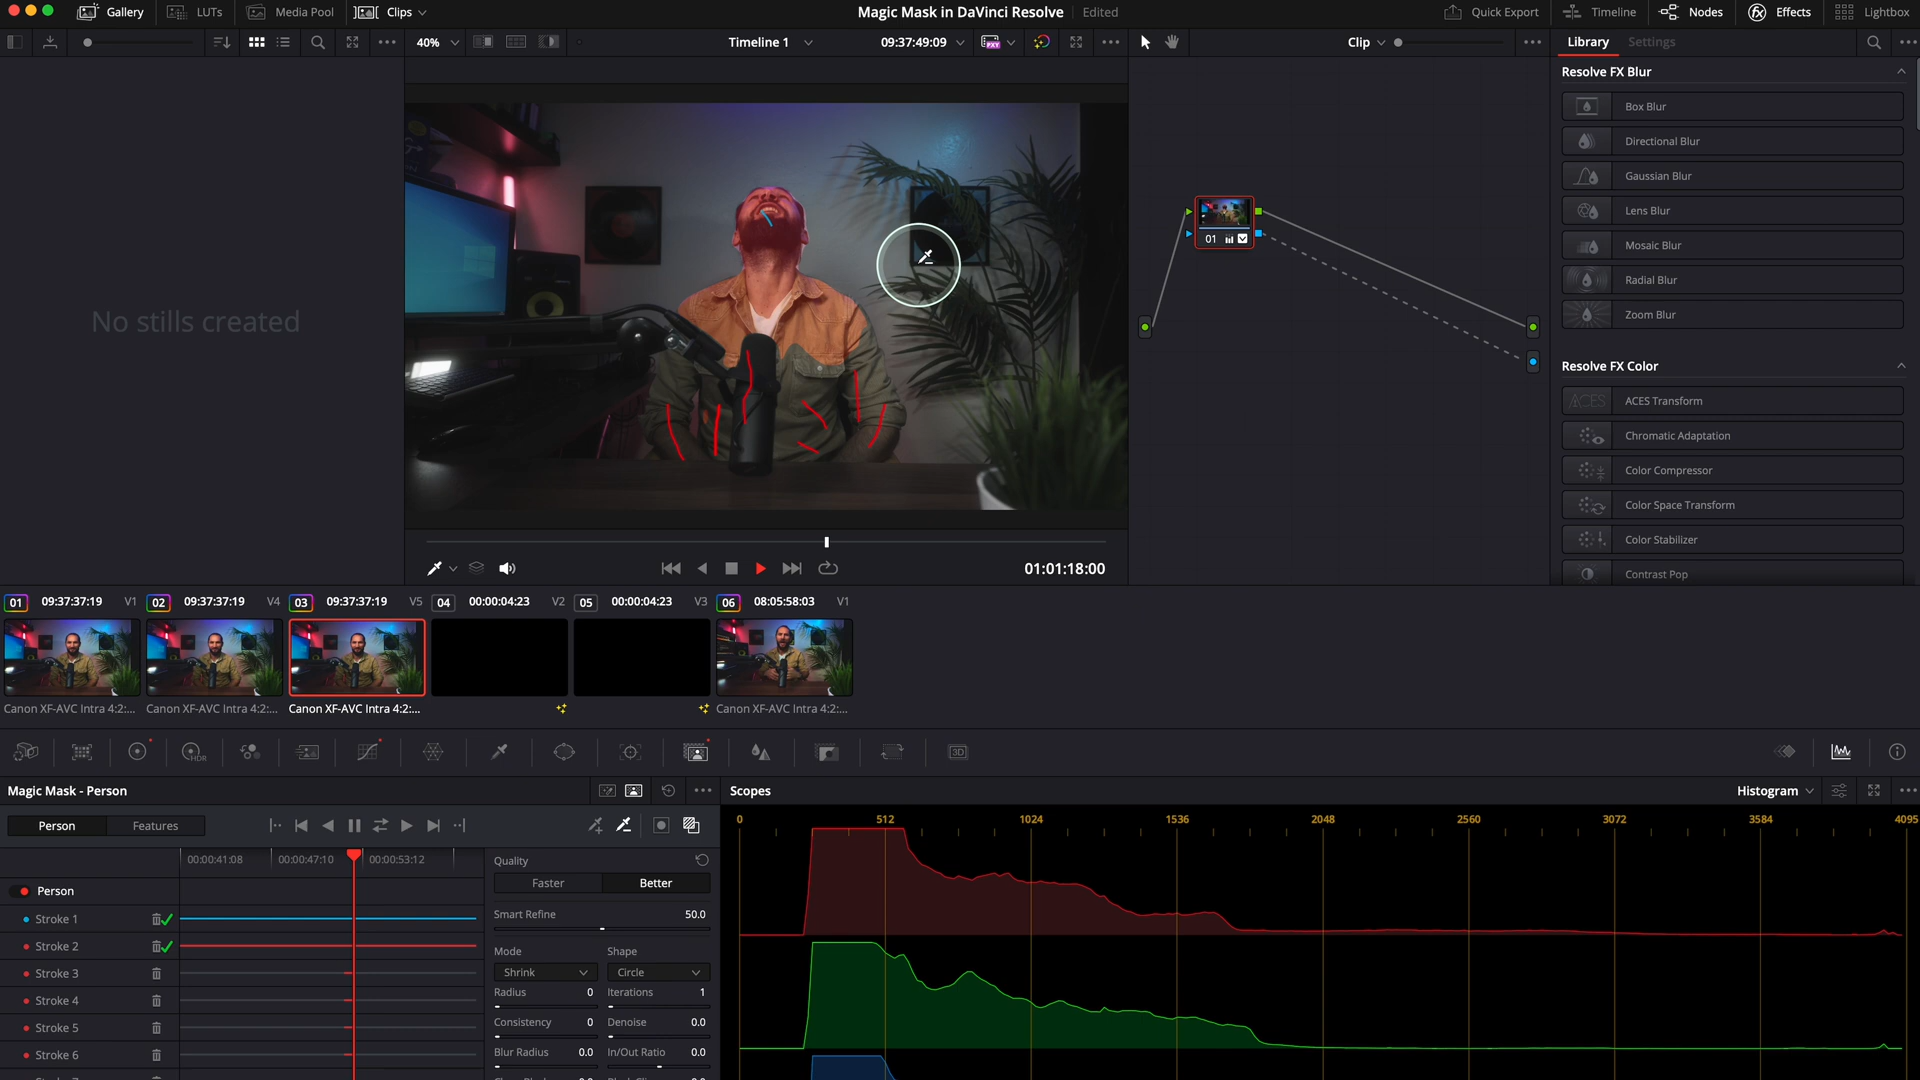 Gallery LUTs Media Pool Clips Magic Mask in DaVinci Resolve Edited Quick Export Timeline Nodes Effects Lightbox
40% Timeline 1 09:37:49:09 Clip Library Settings
Resolve FX Blur
Box Blur
Directional Blur
Gaussian Blur
Lens Blur
Mosaic Blur
Radial Blur
Zoom Blur
No stills created
01
Resolve FX Color
ACES ACES Transform
Chromatic Adaptation
Color Compressor
Color Space Transform
Color Stabilizer
Contrast Pop
01:01:18:00
01 09:37:37:19 V1 02 09:37:37:19 V4 03 09:37:37:19 V5 04 00:00:04:23 V2 05 00:00:04:23 V3 06 08:05:58:03 V1
Canon XF-AVC Intra 4:2:... Canon XF-AVC Intra 4:2:... Canon XF-AVC Intra 4:2:... Canon XF-AVC Intra 4:2:...
HDR 3D
Magic Mask - Person Scopes Histogram
Person Features
0 512 1024 1536 2048 2560 3072 3584 4095
00:00:41:08 00:00:47:10 00:00:53:12
Quality
Faster Better
Person
Smart Refine 50.0
Stroke 1
Stroke 2
Mode Shape
Stroke 3 Shrink Circle
Radius 0 Iterations 1
Stroke 4
Consistency 0 Denoise 0.0
Stroke 5
Blur Radius 0.0 In/Out Ratio 0.0
Stroke 6